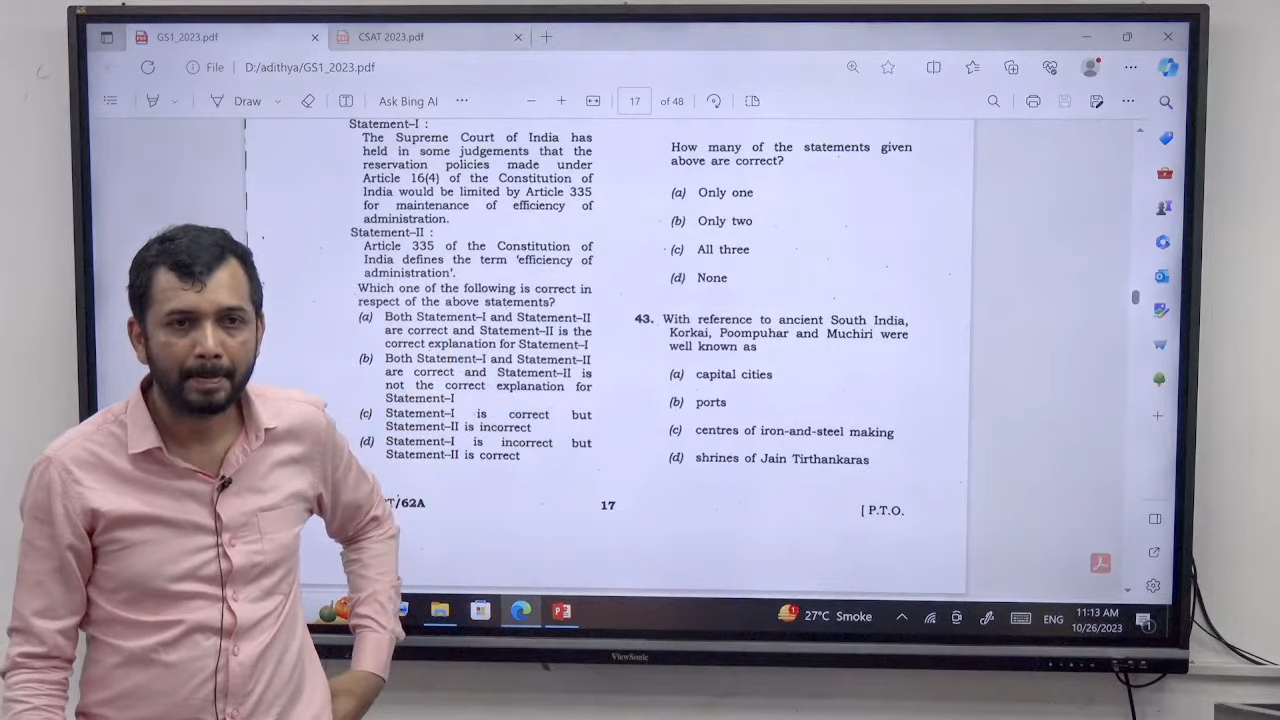 GS1_2023.pdf
CSAT 2023.pdf
File
D:/adithya/GS1_2023.pdf
Draw
Ask Bing AI
17
of 48
Statement–I :
The Supreme Court of India has
held in some judgements that the
reservation policies made under
Article 16(4) of the Constitution of
India would be limited by Article 335
for maintenance of efficiency of
administration.
Statement–II :
Article 335 of the Constitution of
India defines the term ‘efficiency of
administration’.
Which one of the following is correct in
respect of the above statements?
(a) Both Statement–I and Statement–II
are correct and Statement–II is the
correct explanation for Statement–I
(b) Both Statement–I and Statement–II
are correct and Statement–II is
not the correct explanation for
Statement–I
(c) Statement–I is correct but
Statement–II is incorrect
(d) Statement–I is incorrect but
Statement–II is correct
How many of the statements given
above are correct?
(a) Only one
(b) Only two
(c) All three
(d) None
43. With reference to ancient South India,
Korkai, Poompuhar and Muchiri were
well known as
(a) capital cities
(b) ports
(c) centres of iron-and-steel making
(d) shrines of Jain Tirthankaras
T/62A
17
[ P.T.O.
27°C Smoke
ENG
11:13 AM
10/26/2023
ViewSonic